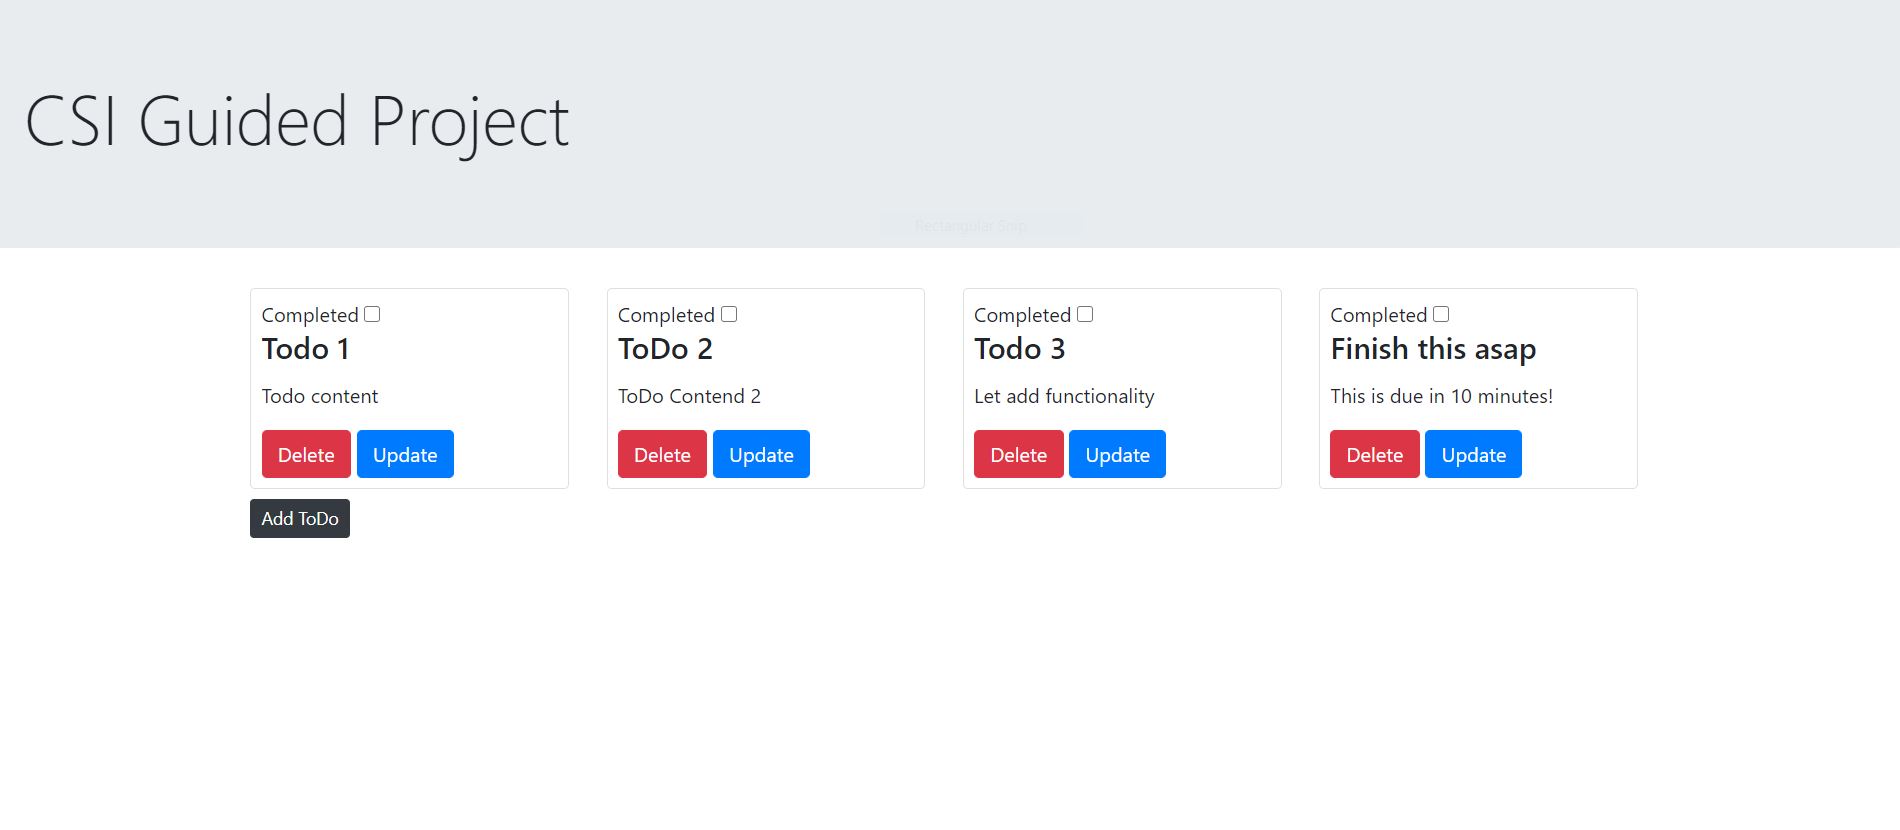 CSI Guided Project
Rectangular Snip
Completed
Todo 1
Todo content
Delete Update
Completed
ToDo 2
ToDo Contend 2
Delete Update
Completed
Todo 3
Let add functionality
Delete Update
Completed
Finish this asap
This is due in 10 minutes!
Delete Update
Add ToDo